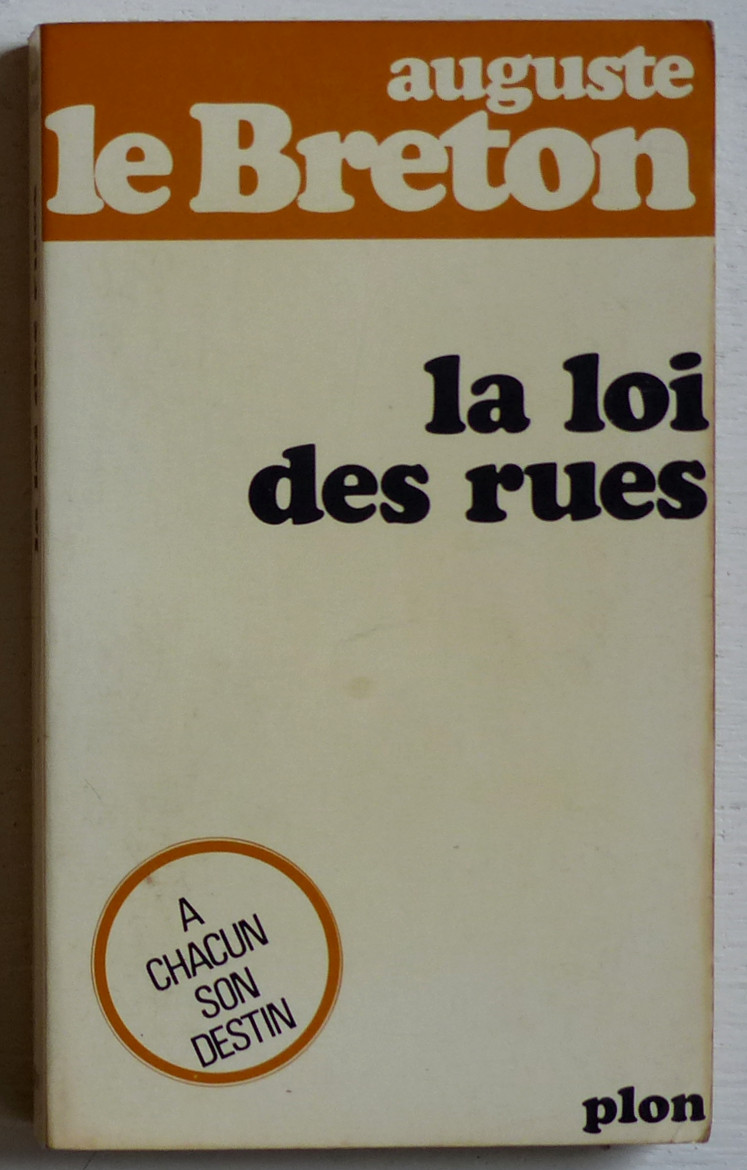 auguste
le Breton
la loi
des rues
A
CHACUN
SON
DESTIN
plon